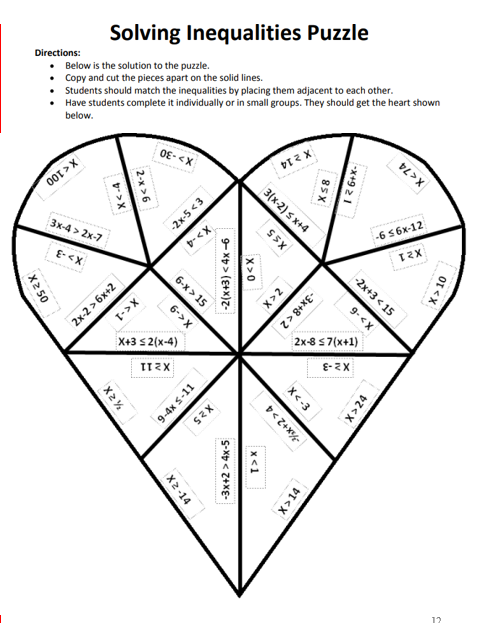 Solving Inequalities Puzzle
Directions:
• Below is the solution to the puzzle.
• Copy and cut the pieces apart on the solid lines.
• Students should match the inequalities by placing them adjacent to each other.
• Have students complete it individually or in small groups. They should get the heart shown
below.
X < 100
X > -4
2-x < 6
X > -30
X ≥ 14
X ≤ 8
-x+9 ≥ 1
X < 74
3x-4 > 2x-7
X > -3
-2x-5 < 3
X > -4
-2(x+3) < 4x -6
X > 0
3(x-2) ≤ x+4
X ≤ 5
-6 ≤ 6x-12
X ≥ 1
X ≥ 50
2x-2 > 6x+2
X < -1
6-x > 15
X < -9
X > 2
-3x+8 < 2
-2x+3 < 15
X > -6
X > 10
X+3 ≤ 2(x-4)
2x-8 ≤ 7(x+1)
X ≥ 11
X ≥ -3
X ≥ ½
9-4x ≤ -11
X ≥ 5
X < -3
X > 24
X ≥ -14
-3x+2 > 4x-5
x < 1
X > 14
12